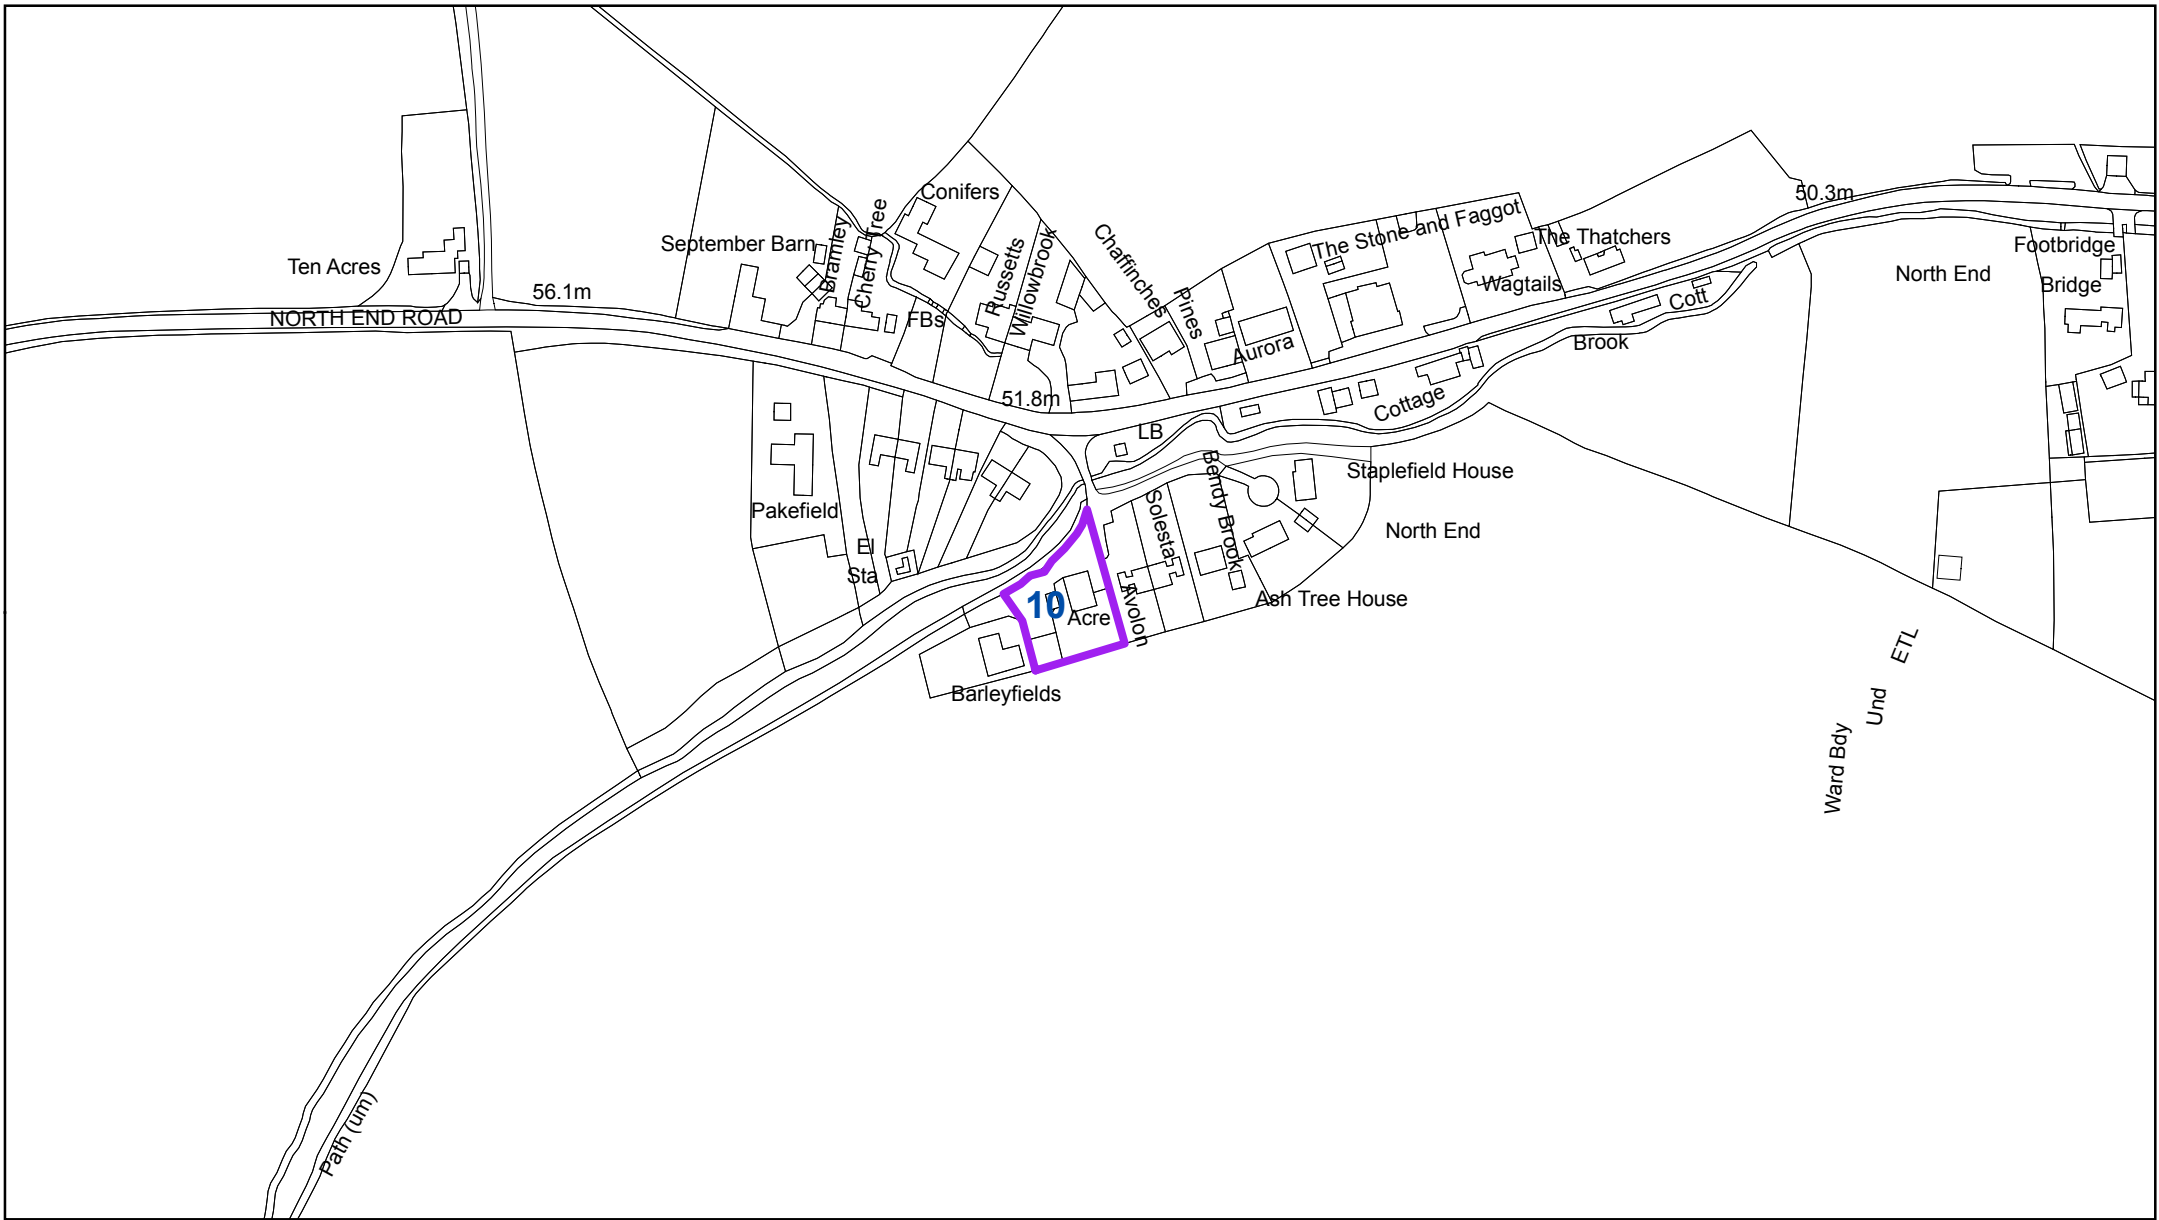 Conifers
50.3m
The Stone and Faggot
The Thatchers
September Barn
Bramley
Cherry Tree
Footbridge
Ten Acres
Russetts
Willowbrook
Chaffinches
Wagtails
North End
Bridge
56.1m
NORTH END ROAD
FBs
Pines
Aurora
Cott
Brook
51.8m
Cottage
LB
Staplefield House
Pakefield
Solesta
Bendy Brook
North End
El
Sta
10
Acre
Avolon
Ash Tree House
Barleyfields
ETL
Und
Ward Bdy
Path (um)